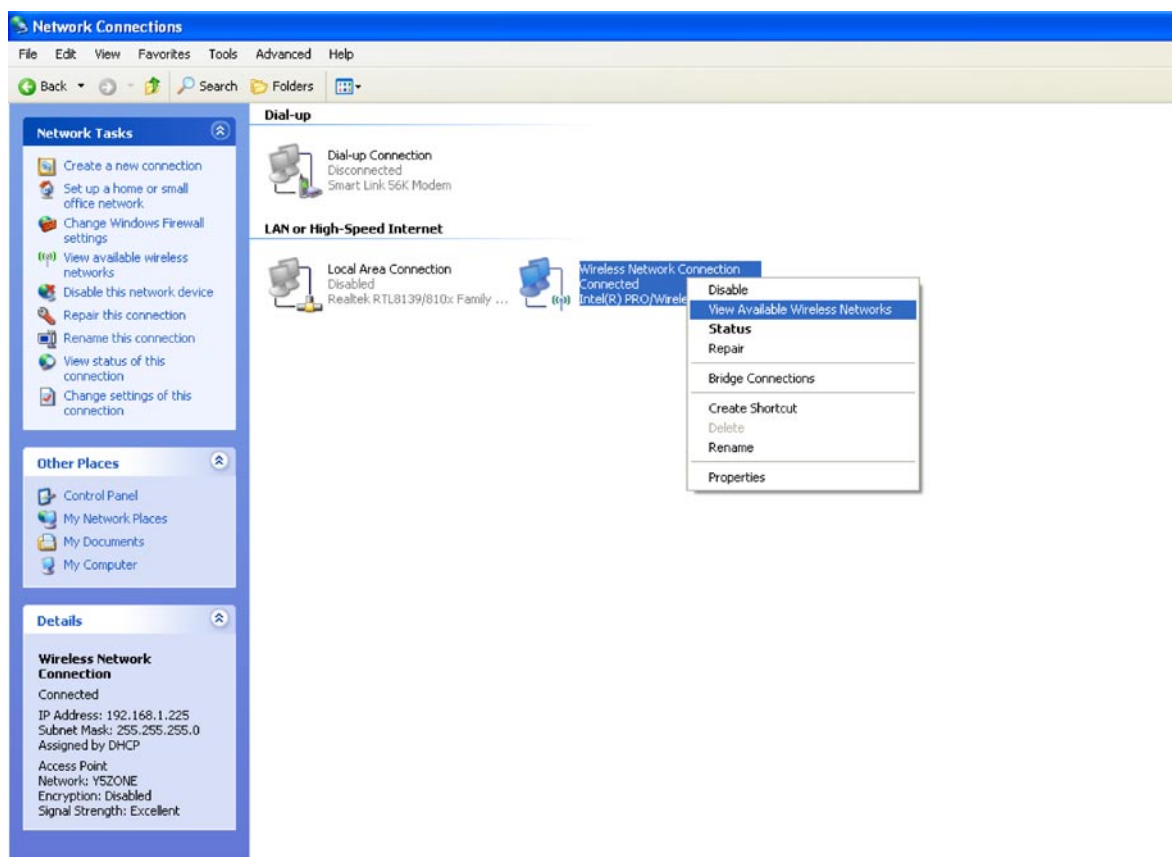 Network Connections
File Edit View Favorites Tools Advanced Help
Back Search Folders
Network Tasks
Create a new connection
Set up a home or small
office network
Change Windows Firewall
settings
View available wireless
networks
Disable this network device
Repair this connection
Rename this connection
View status of this
connection
Change settings of this
connection
Other Places
Control Panel
My Network Places
My Documents
My Computer
Details
Wireless Network
Connection
Connected
IP Address: 192.168.1.225
Subnet Mask: 255.255.255.0
Assigned by DHCP
Access Point
Network: Y5ZONE
Encryption: Disabled
Signal Strength: Excellent
Dial-up
Dial-up Connection
Disconnected
Smart Link 56K Modem
LAN or High-Speed Internet
Local Area Connection
Disabled
Realtek RTL8139/810x Family ...
Wireless Network Connection
Connected
Intel(R) PRO/Wirele
Disable
View Available Wireless Networks
Status
Repair
Bridge Connections
Create Shortcut
Delete
Rename
Properties